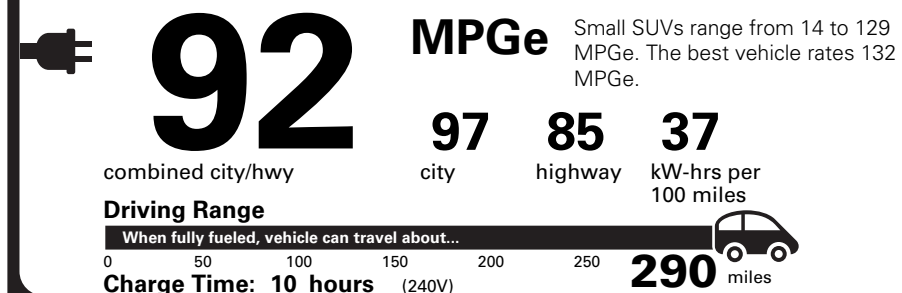 92
MPGe
Small SUVs range from 14 to 129
MPGe. The best vehicle rates 132
MPGe.
combined city/hwy
97
city
85
highway
37
kW-hrs per
100 miles
Driving Range
When fully fueled, vehicle can travel about...
0 50 100 150 200 250 290 miles
Charge Time: 10 hours (240V)